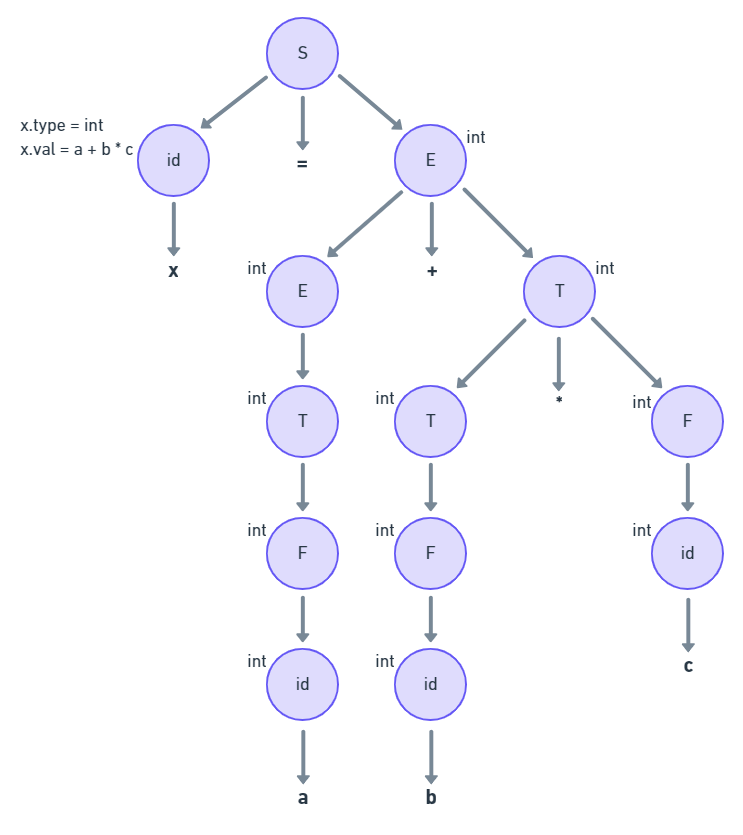 S
x.type = int
x.val = a + b * c
id
=
E
int
x
int
E
+
T
int
int
T
int
T
*
int
F
int
F
int
F
int
id
int
id
int
id
c
a
b